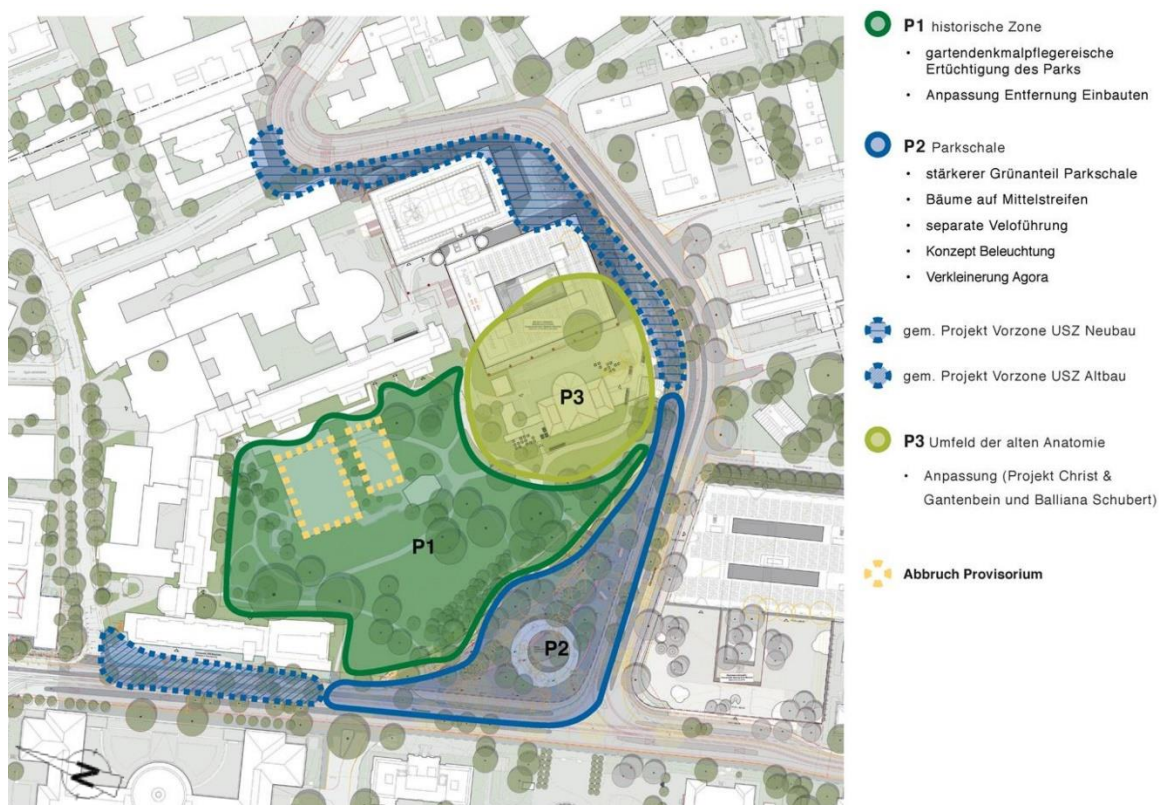 P1 historische Zone
• gartendenkmalpflegereische
Ertüchtigung des Parks
• Anpassung Entfernung Einbauten
P2 Parkschale
• stärkerer Grünanteil Parkschale
• Bäume auf Mittelstreifen
• separate Veloführung
• Konzept Beleuchtung
• Verkleinerung Agora
gem. Projekt Vorzone USZ Neubau
gem. Projekt Vorzone USZ Altbau
P3 Umfeld der alten Anatomie
• Anpassung (Projekt Christ &
Gantenbein und Balliana Schubert)
Abbruch Provisorium
P3
P1
P2
N